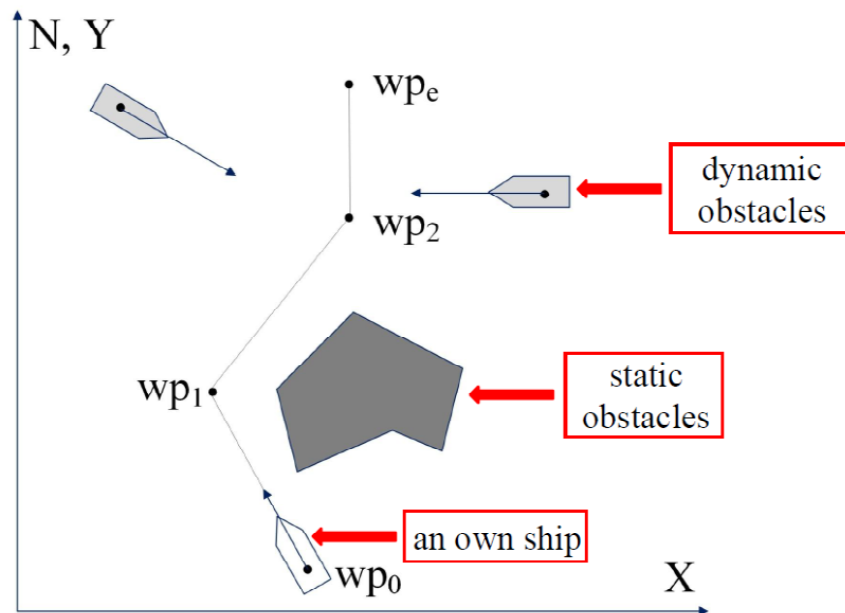 N, Y
wpe
dynamic
obstacles
wp2
wp1
static
obstacles
an own ship
wp0
X